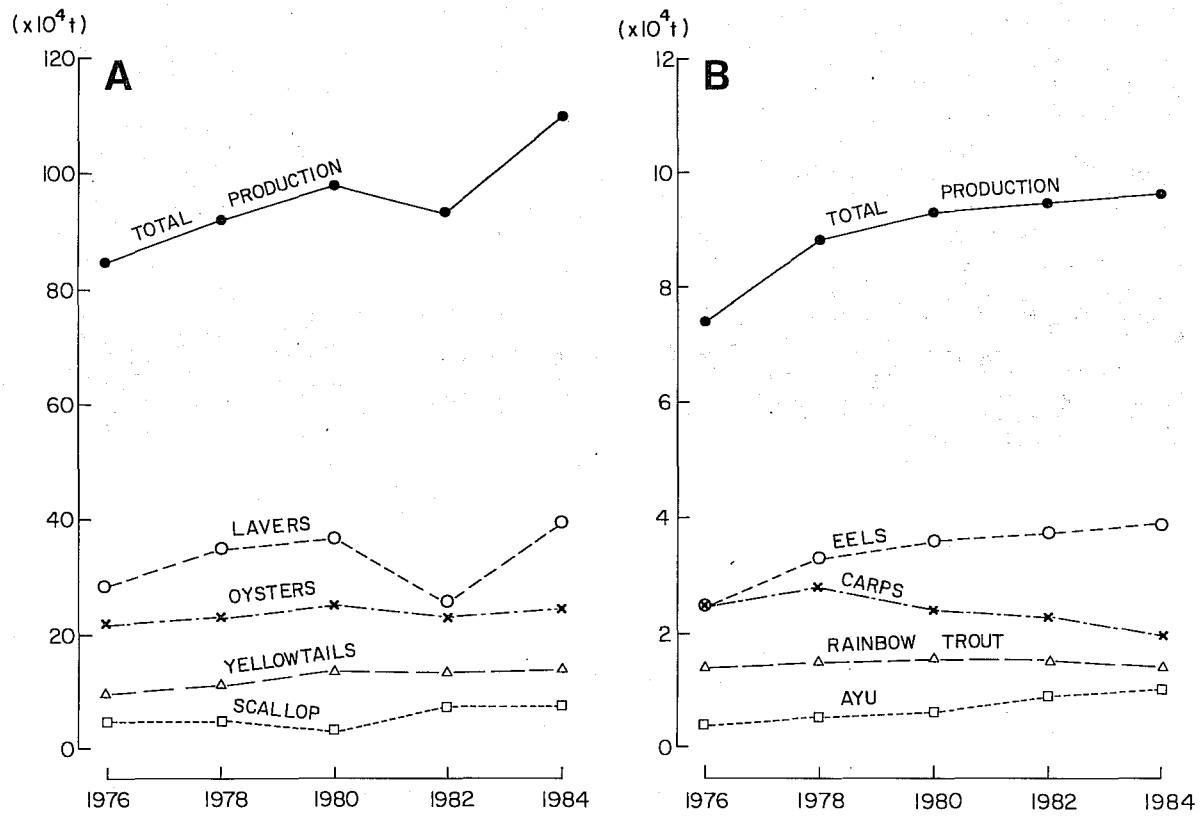 (x10⁴t)
A
120
100
80
60
40
20
0
TOTAL PRODUCTION
LAVERS
OYSTERS
YELLOWTAILS
SCALLOP
1976 1978 1980 1982 1984
(x10⁴t)
B
12
10
8
6
4
2
0
TOTAL PRODUCTION
EELS
CARPS
RAINBOW TROUT
AYU
1976 1978 1980 1982 1984